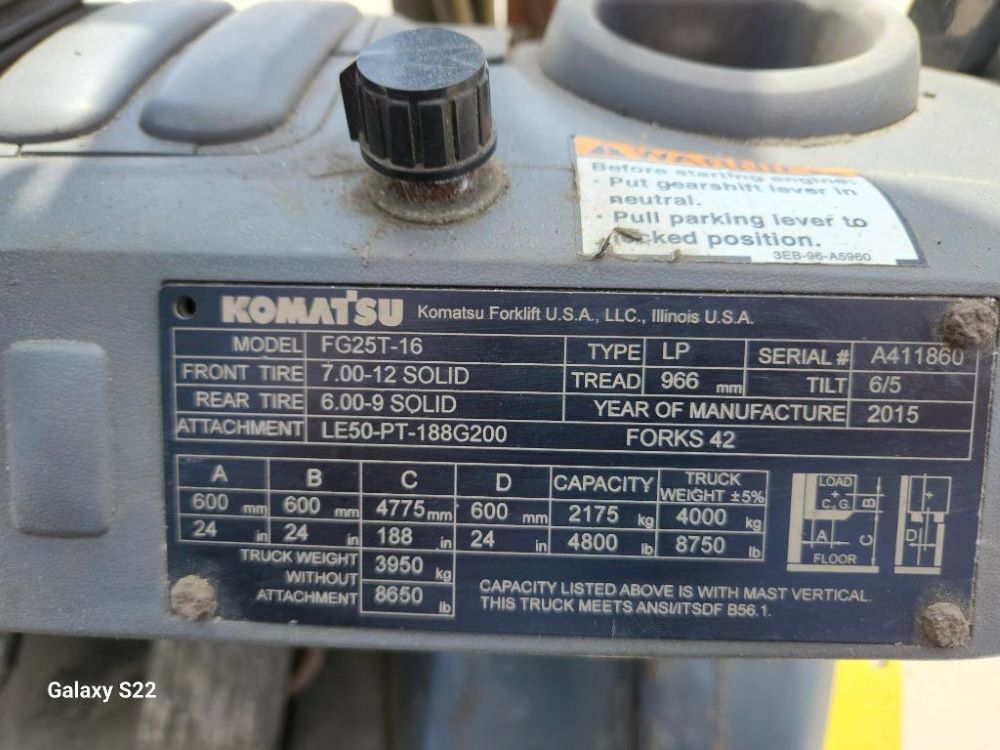 WARNING
Before starting engine:
· Put gearshift lever in
neutral.
· Pull parking lever to
locked position.
3EB-96-A5960
KOMATSU Komatsu Forklift U.S.A., LLC., Illinois U.S.A.
MODEL FG25T-16 TYPE LP SERIAL # A411860
FRONT TIRE 7.00-12 SOLID TREAD 966 mm TILT 6/5
REAR TIRE 6.00-9 SOLID YEAR OF MANUFACTURE 2015
ATTACHMENT LE50-PT-188G200 FORKS 42
A B C D CAPACITY TRUCK WEIGHT ±5%
600 mm 600 mm 4775 mm 600 mm 2175 kg 4000 kg
24 in 24 in 188 in 24 in 4800 lb 8750 lb
TRUCK WEIGHT WITHOUT ATTACHMENT 3950 kg
8650 lb
LOAD
C.G.
A B C D
FLOOR
CAPACITY LISTED ABOVE IS WITH MAST VERTICAL.
THIS TRUCK MEETS ANSI/ITSDF B56.1.
Galaxy S22